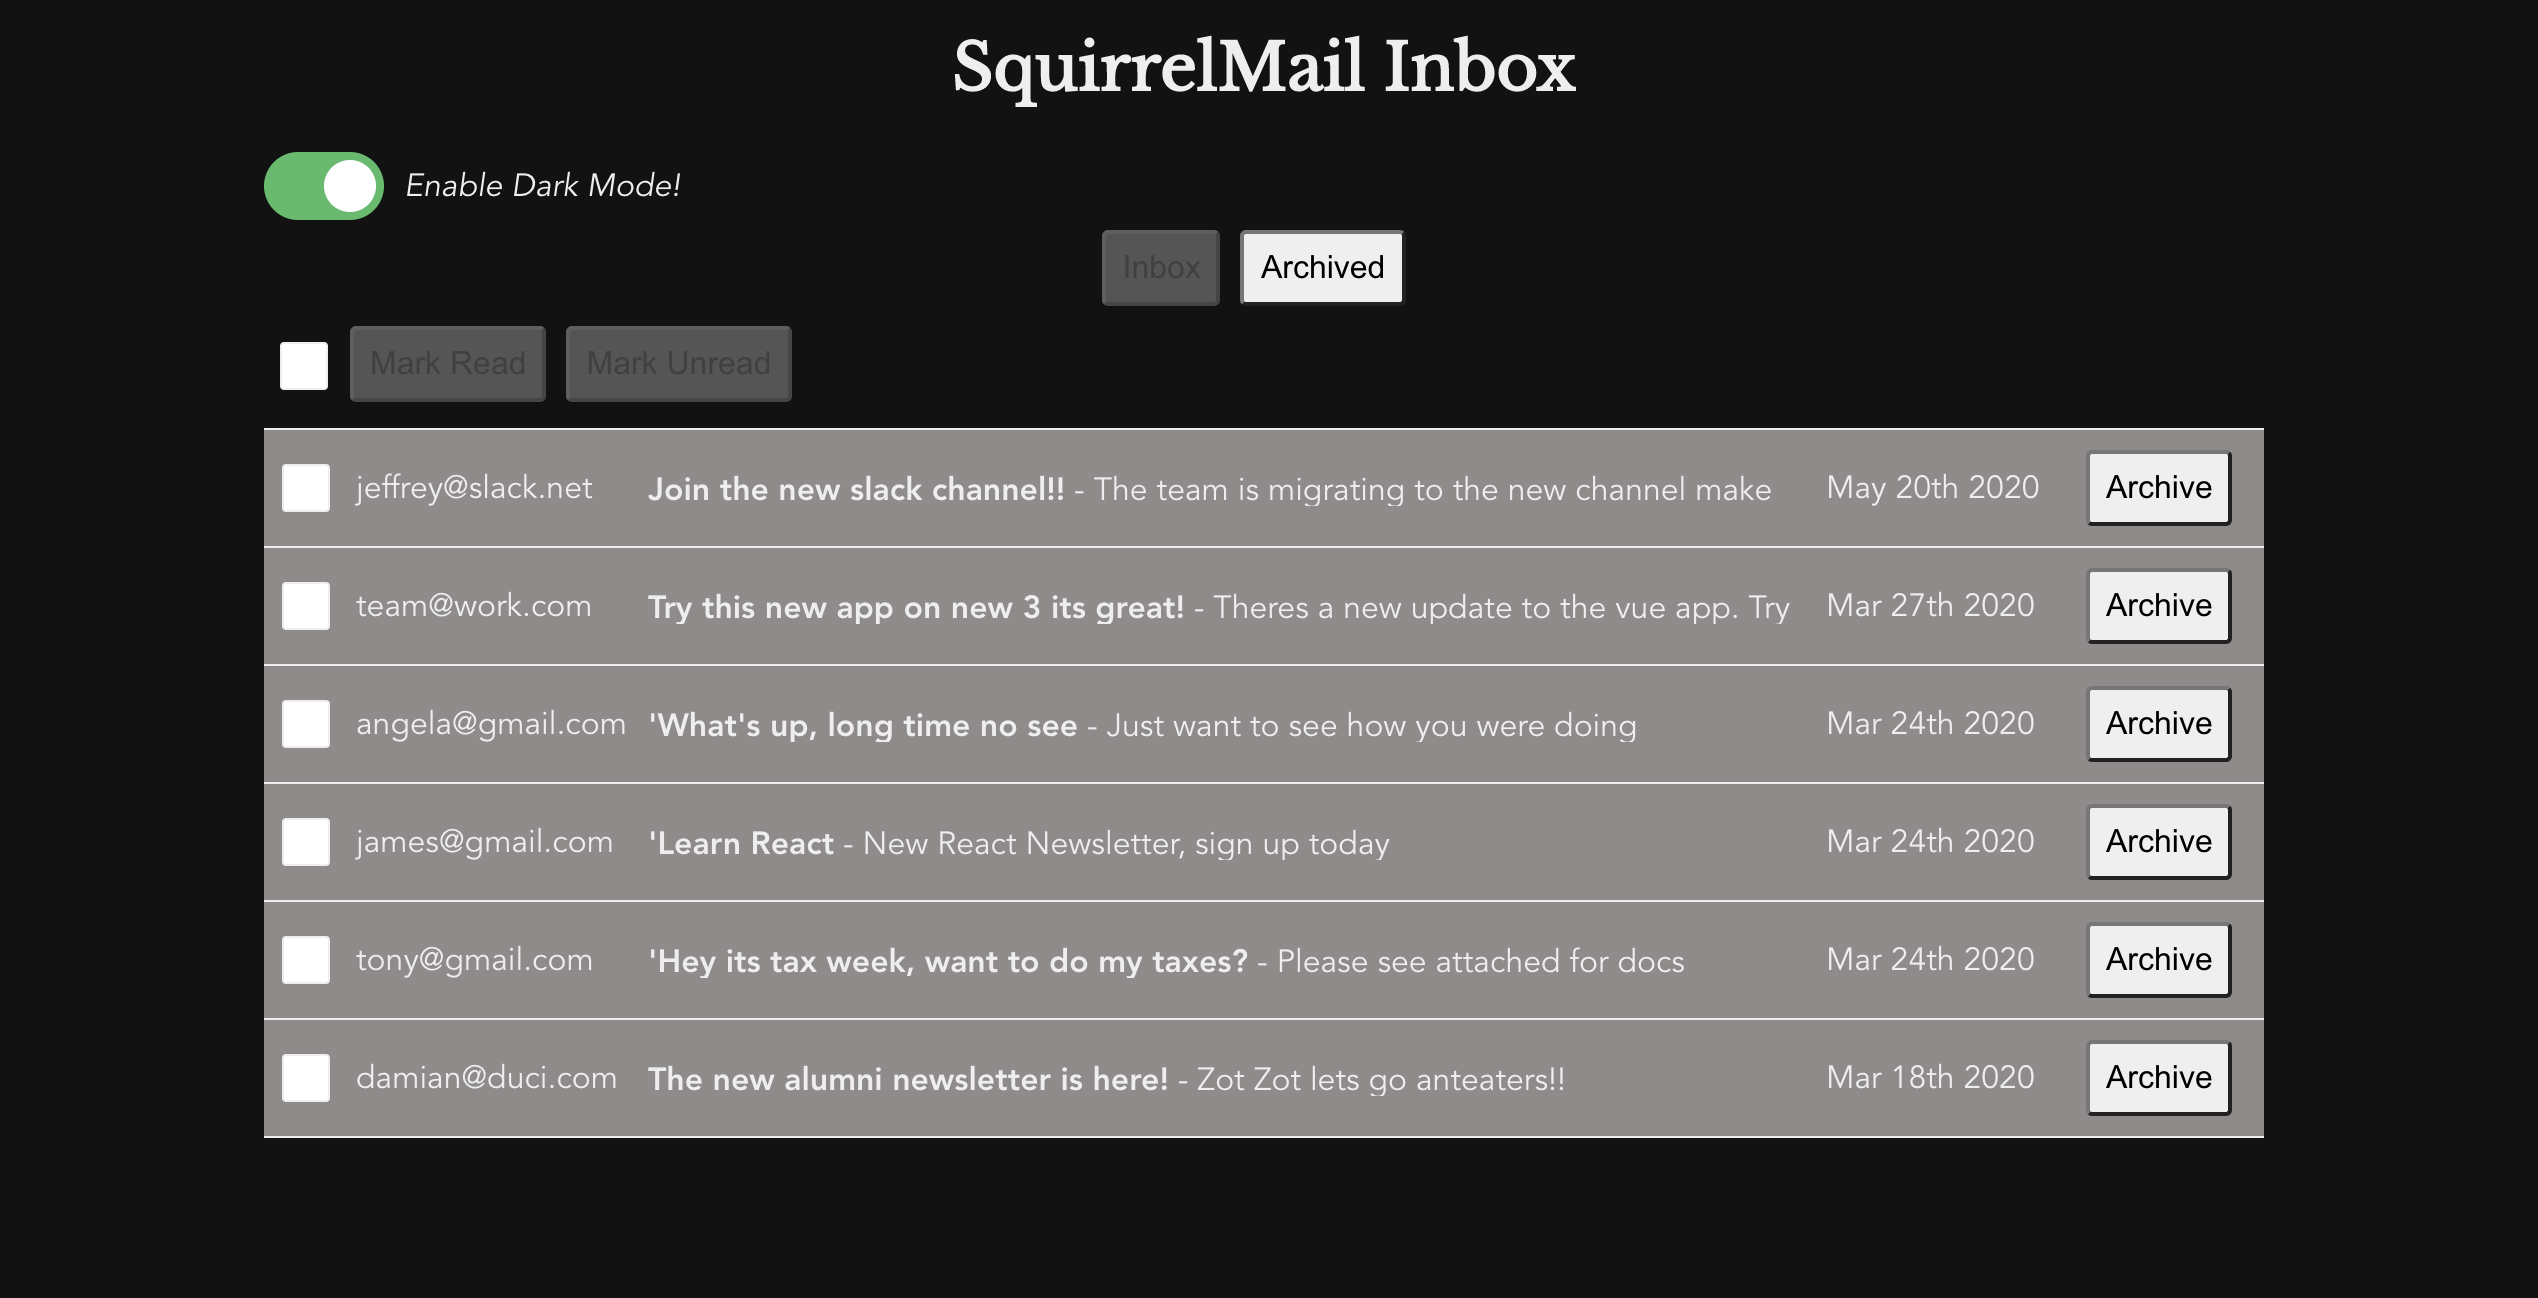 SquirrelMail Inbox
Enable Dark Mode!
Inbox Archived
Mark Read Mark Unread
jeffrey@slack.net Join the new slack channel!! - The team is migrating to the new channel make May 20th 2020 Archive
team@work.com Try this new app on new 3 its great! - Theres a new update to the vue app. Try Mar 27th 2020 Archive
angela@gmail.com 'What's up, long time no see - Just want to see how you were doing Mar 24th 2020 Archive
james@gmail.com 'Learn React - New React Newsletter, sign up today Mar 24th 2020 Archive
tony@gmail.com 'Hey its tax week, want to do my taxes? - Please see attached for docs Mar 24th 2020 Archive
damian@duci.com The new alumni newsletter is here! - Zot Zot lets go anteaters!! Mar 18th 2020 Archive